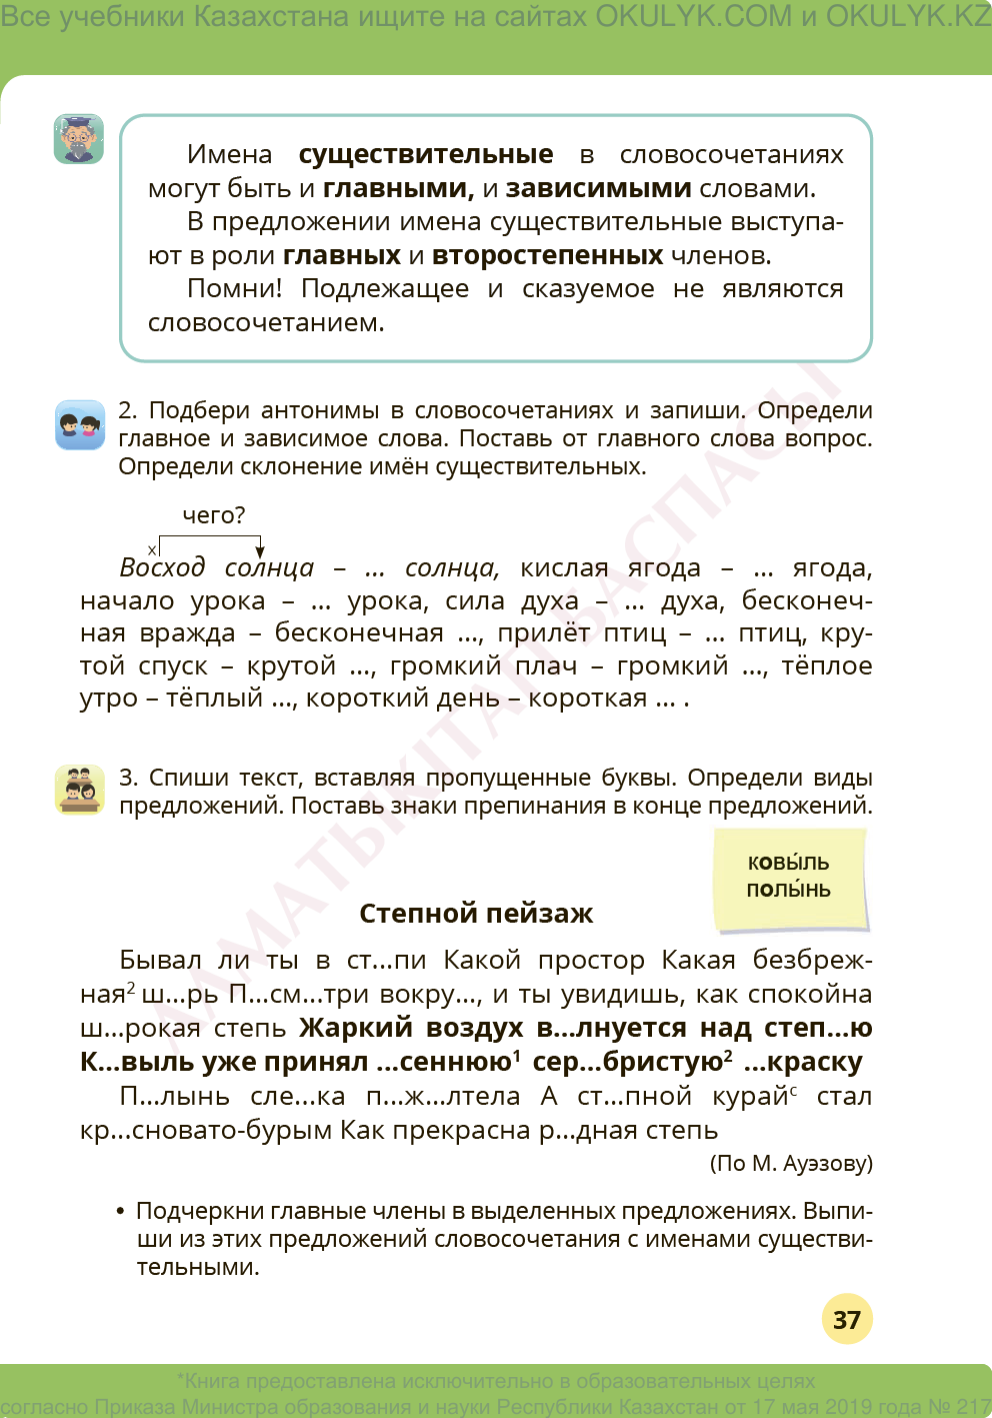 Все учебники Казахстана ищите на сайтах OKULYK.COM и OKULYK.KZ
Имена существительные в словосочетаниях
могут быть и главными, и зависимыми словами.
В предложении имена существительные выступа-
ют в роли главных и второстепенных членов.
Помни! Подлежащее и сказуемое не являются
словосочетанием.
2. Подбери антонимы в словосочетаниях и запиши. Определи
главное и зависимое слова. Поставь от главного слова вопрос.
Определи склонение имён существительных.
чего?
х
Восход солнца – ... солнца, кислая ягода – ... ягода,
начало урока – ... урока, сила духа – ... духа, бесконеч-
ная вражда – бесконечная ..., прилёт птиц – ... птиц, кру-
той спуск – крутой ..., громкий плач – громкий ..., тёплое
утро – тёплый ..., короткий день – короткая ... .
3. Спиши текст, вставляя пропущенные буквы. Определи виды
предложений. Поставь знаки препинания в конце предложений.
ковы́ль
полы́нь
Степной пейзаж
Бывал ли ты в ст...пи Какой простор Какая безбреж-
ная² ш...рь П...см...три вокру..., и ты увидишь, как спокойна
ш...рокая степь Жаркий воздух в...лнуется над степ...ю
К...выль уже принял ...сеннюю¹ сер...бристую² ...краску
П...лынь сле...ка п...ж...лтела А ст...пной курайᶜ стал
кр...сновато-бурым Как прекрасна р...дная степь
(По М. Ауэзову)
• Подчеркни главные члены в выделенных предложениях. Выпи-
ши из этих предложений словосочетания с именами существи-
тельными.
37
АЛМАТЫКІТАП БАСПАСЫ
*Книга предоставлена исключительно в образовательных целях
согласно Приказа Министра образования и науки Республики Казахстан от 17 мая 2019 года № 217